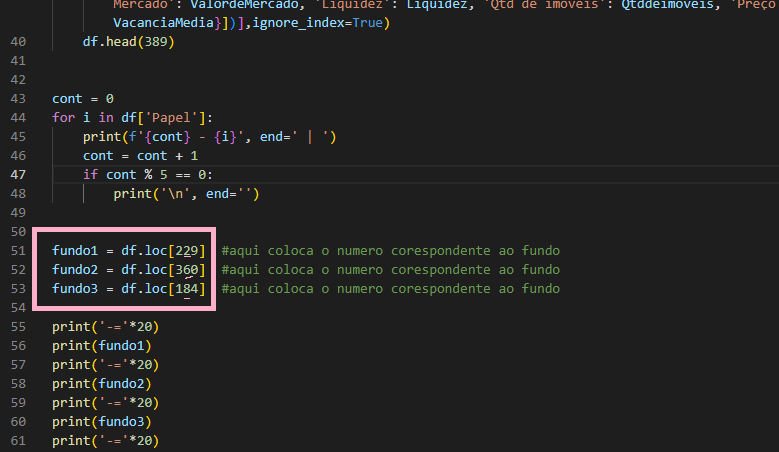 Mercado': ValordeMercado, 'Liquidez': Liquidez, 'Qtd de imóveis': Qtddeimoveis, 'Preço
VacanciaMedia}])],ignore_index=True)
40 df.head(389)
41
42
43 cont = 0
44 for i in df['Papel']:
45 print(f'{cont} - {i}', end=' | ')
46 cont = cont + 1
47 if cont % 5 == 0:
48 print('\n', end='')
49
50
51 fundo1 = df.loc[229] #aqui coloca o numero corespondente ao fundo
52 fundo2 = df.loc[360] #aqui coloca o numero corespondente ao fundo
53 fundo3 = df.loc[184] #aqui coloca o numero corespondente ao fundo
54
55 print('-='*20)
56 print(fundo1)
57 print('-='*20)
58 print(fundo2)
59 print('-='*20)
60 print(fundo3)
61 print('-='*20)